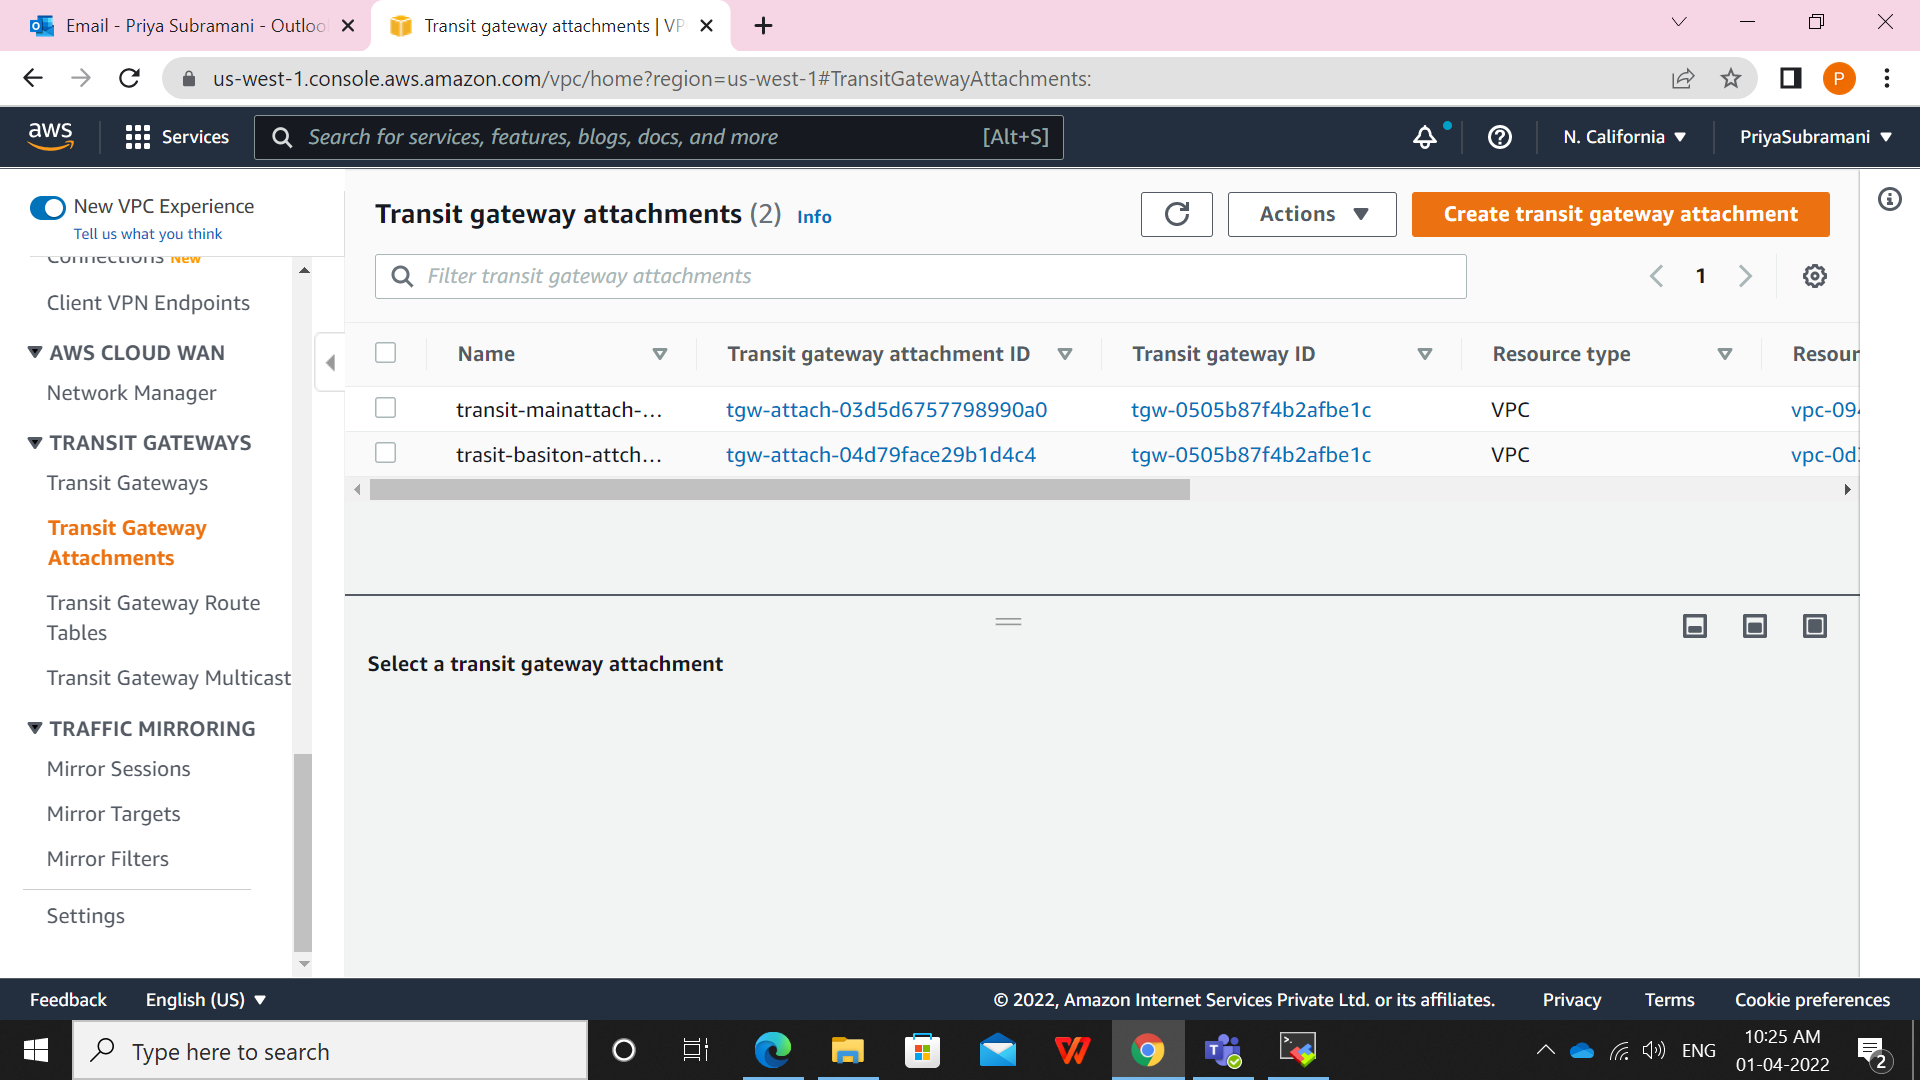 Email - Priya Subramani - Outloo
Transit gateway attachments | VP
us-west-1.console.aws.amazon.com/vpc/home?region=us-west-1#TransitGatewayAttachments:
P
aws
Services
Search for services, features, blogs, docs, and more
[Alt+S]
N. California
PriyaSubramani
New VPC Experience
Tell us what you think
Connections New
Client VPN Endpoints
AWS CLOUD WAN
Network Manager
TRANSIT GATEWAYS
Transit Gateways
Transit Gateway
Attachments
Transit Gateway Route
Tables
Transit Gateway Multicast
TRAFFIC MIRRORING
Mirror Sessions
Mirror Targets
Mirror Filters
Settings
Transit gateway attachments (2) Info
Actions
Create transit gateway attachment
Filter transit gateway attachments
1
Name Transit gateway attachment ID Transit gateway ID Resource type Resour
transit-mainattach-... tgw-attach-03d5d6757798990a0 tgw-0505b87f4b2afbe1c VPC vpc-094
trasit-basiton-attch... tgw-attach-04d79face29b1d4c4 tgw-0505b87f4b2afbe1c VPC vpc-0d
Select a transit gateway attachment
Feedback English (US) © 2022, Amazon Internet Services Private Ltd. or its affiliates. Privacy Terms Cookie preferences
Type here to search
ENG
10:25 AM
01-04-2022
2